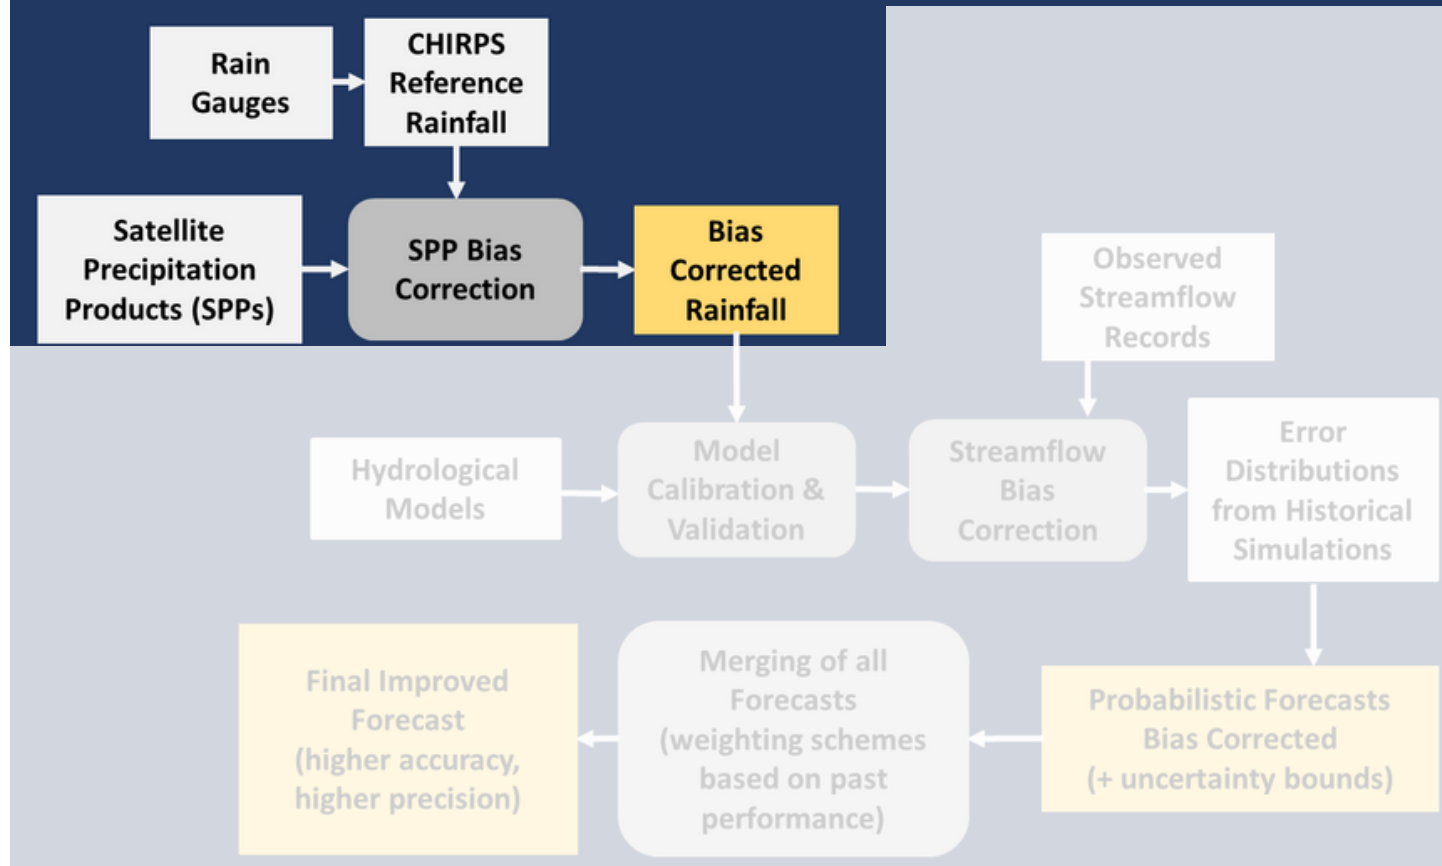 Rain
Gauges
CHIRPS
Reference
Rainfall
Satellite
Precipitation
Products (SPPs)
SPP Bias
Correction
Bias
Corrected
Rainfall
Observed
Streamflow
Records
Hydrological
Models
Model
Calibration &
Validation
Streamflow
Bias
Correction
Error
Distributions
from Historical
Simulations
Final Improved
Forecast
(higher accuracy,
higher precision)
Merging of all
Forecasts
(weighting schemes
based on past
performance)
Probabilistic Forecasts
Bias Corrected
(+ uncertainty bounds)